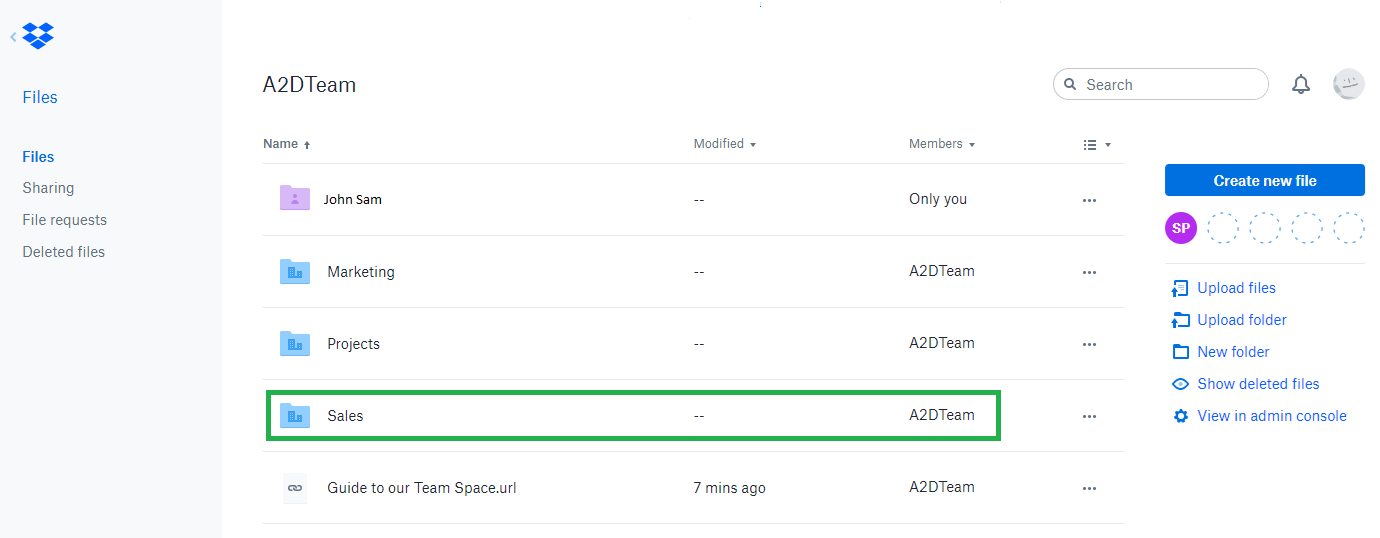 A2DTeam
Search
Files
Files
Sharing
File requests
Deleted files
Name Modified Members
John Sam -- Only you
Marketing -- A2DTeam
Projects -- A2DTeam
Sales -- A2DTeam
Guide to our Team Space.url 7 mins ago A2DTeam
Create new file
SP
Upload files
Upload folder
New folder
Show deleted files
View in admin console